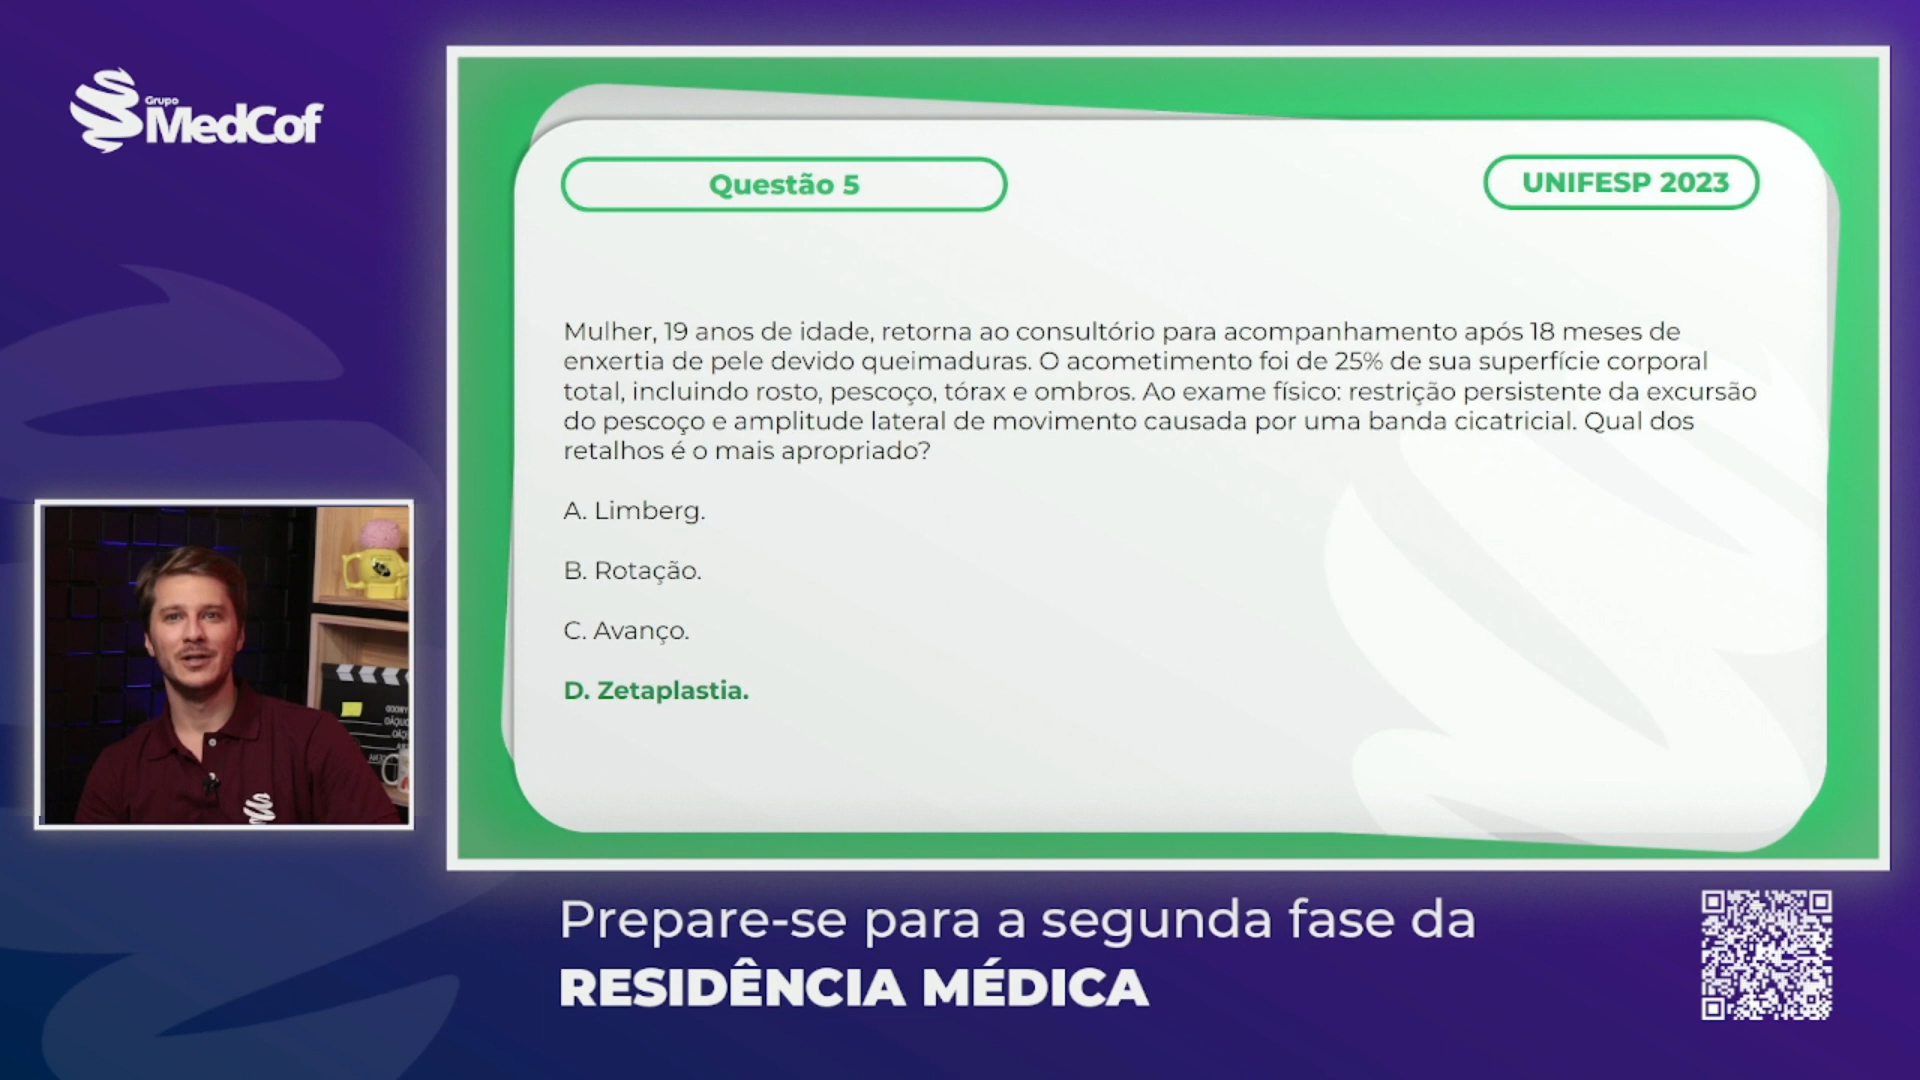 Grupo
MedCof
Questão 5
UNIFESP 2023
Mulher, 19 anos de idade, retorna ao consultório para acompanhamento após 18 meses de
enxertia de pele devido queimaduras. O acometimento foi de 25% de sua superfície corporal
total, incluindo rosto, pescoço, tórax e ombros. Ao exame físico: restrição persistente da excursão
do pescoço e amplitude lateral de movimento causada por uma banda cicatricial. Qual dos
retalhos é o mais apropriado?
A. Limberg.
B. Rotação.
C. Avanço.
D. Zetaplastia.
Prepare-se para a segunda fase da
RESIDÊNCIA MÉDICA